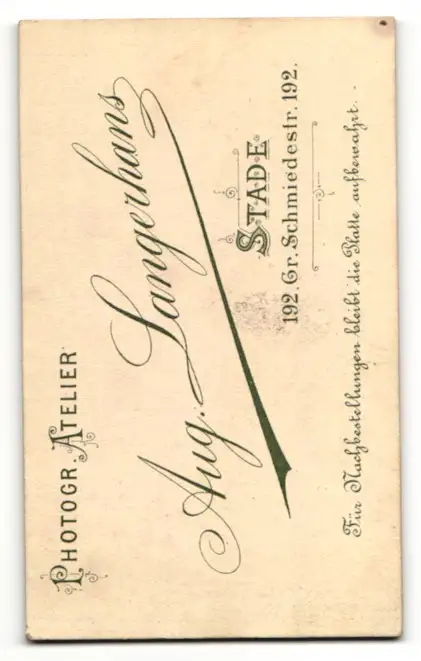 PHOTOGR. ATELIER
Aug. Langerhans
STADE
192. Gr. Schmiedestr. 192.
Für Nachbestellungen bleibt die Platte aufbewahrt.